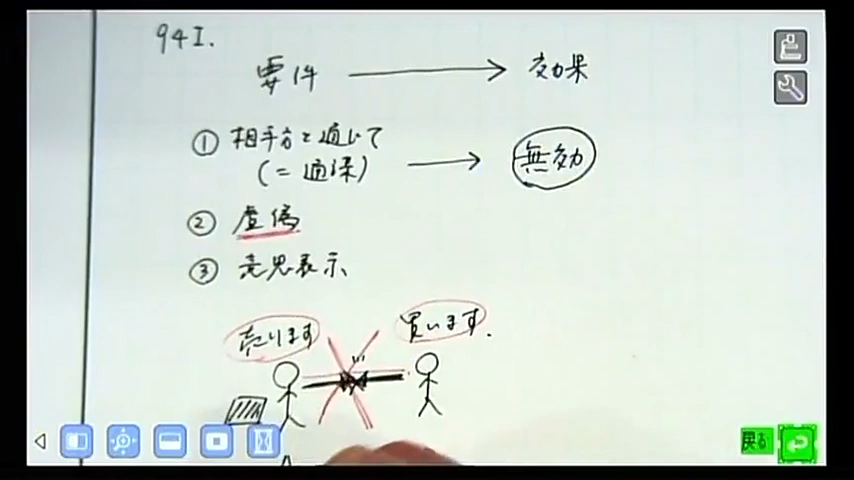 94Ⅰ.
要件 → 効果
① 相手方と通じて
(= 通謀) → 無効
② 虚偽
③ 意思表示
売ります 買います.
戻る